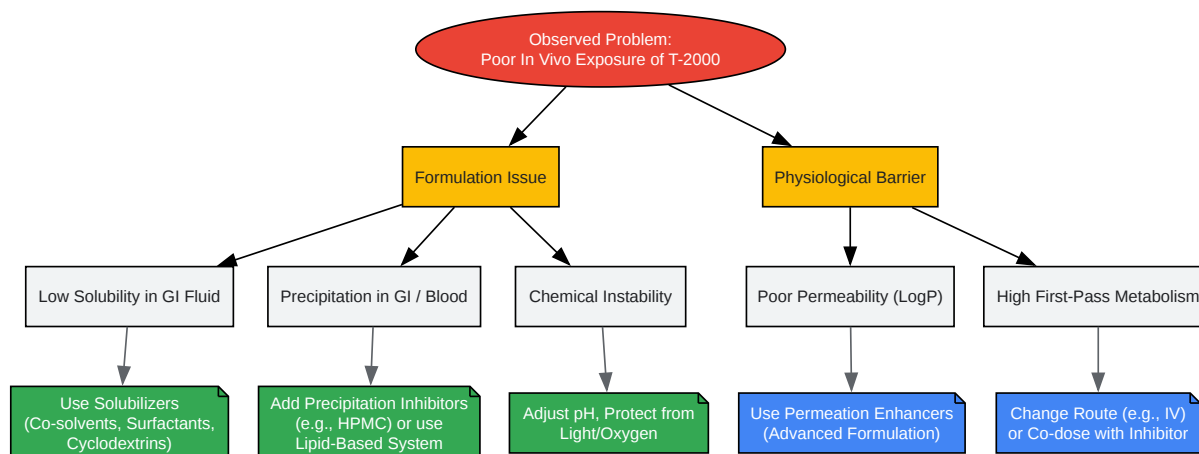 Observed Problem:
Poor In Vivo Exposure of T-2000
Formulation Issue
Physiological Barrier
Low Solubility in GI Fluid
Precipitation in GI / Blood
Chemical Instability
Poor Permeability (LogP)
High First-Pass Metabolism
Use Solubilizers
(Co-solvents, Surfactants,
Cyclodextrins)
Add Precipitation Inhibitors
(e.g., HPMC) or use
Lipid-Based System
Adjust pH, Protect from
Light/Oxygen
Use Permeation Enhancers
(Advanced Formulation)
Change Route (e.g., IV)
or Co-dose with Inhibitor